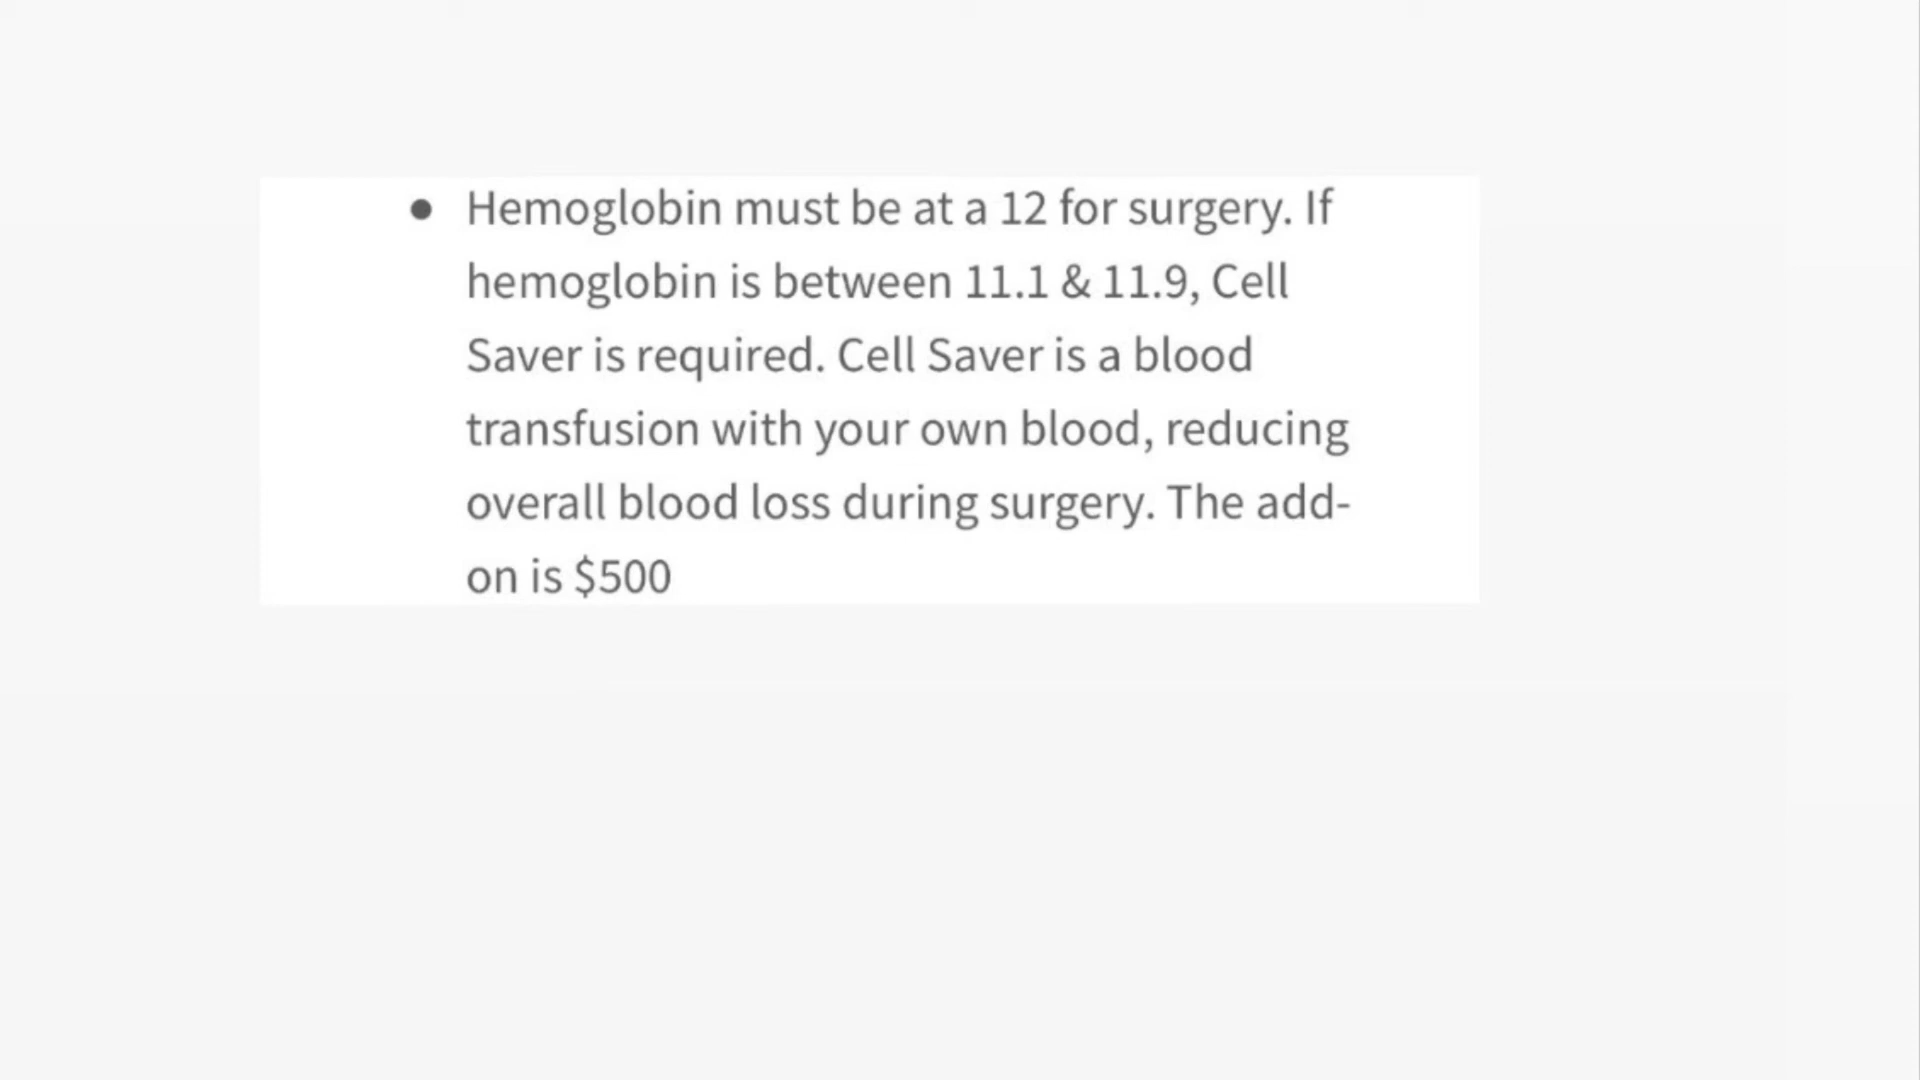 ● Hemoglobin must be at a 12 for surgery. If
hemoglobin is between 11.1 & 11.9, Cell
Saver is required. Cell Saver is a blood
transfusion with your own blood, reducing
overall blood loss during surgery. The add-
on is $500